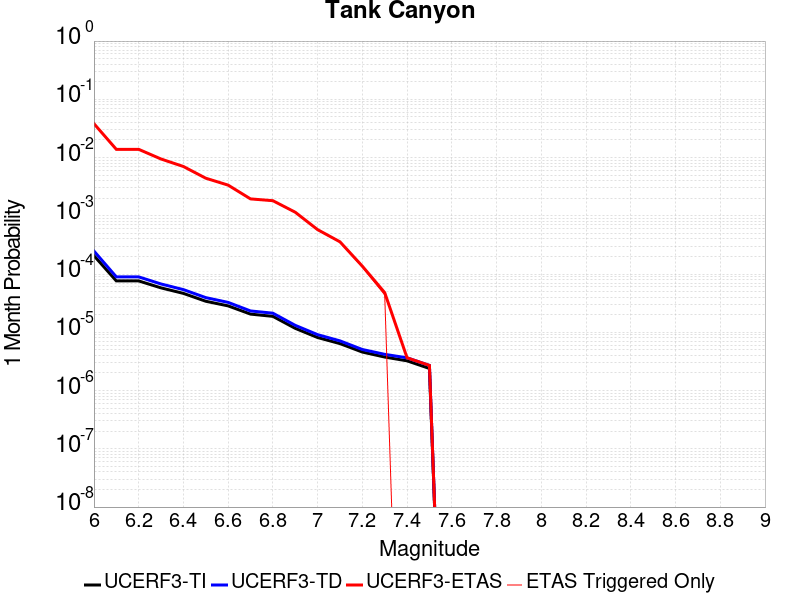 Tank Canyon
10^0
10^-1
10^-2
10^-3
10^-4
10^-5
10^-6
10^-7
10^-8
1 Month Probability
6 6.2 6.4 6.6 6.8 7 7.2 7.4 7.6 7.8 8 8.2 8.4 8.6 8.8 9
Magnitude
UCERF3-TI UCERF3-TD UCERF3-ETAS ETAS Triggered Only